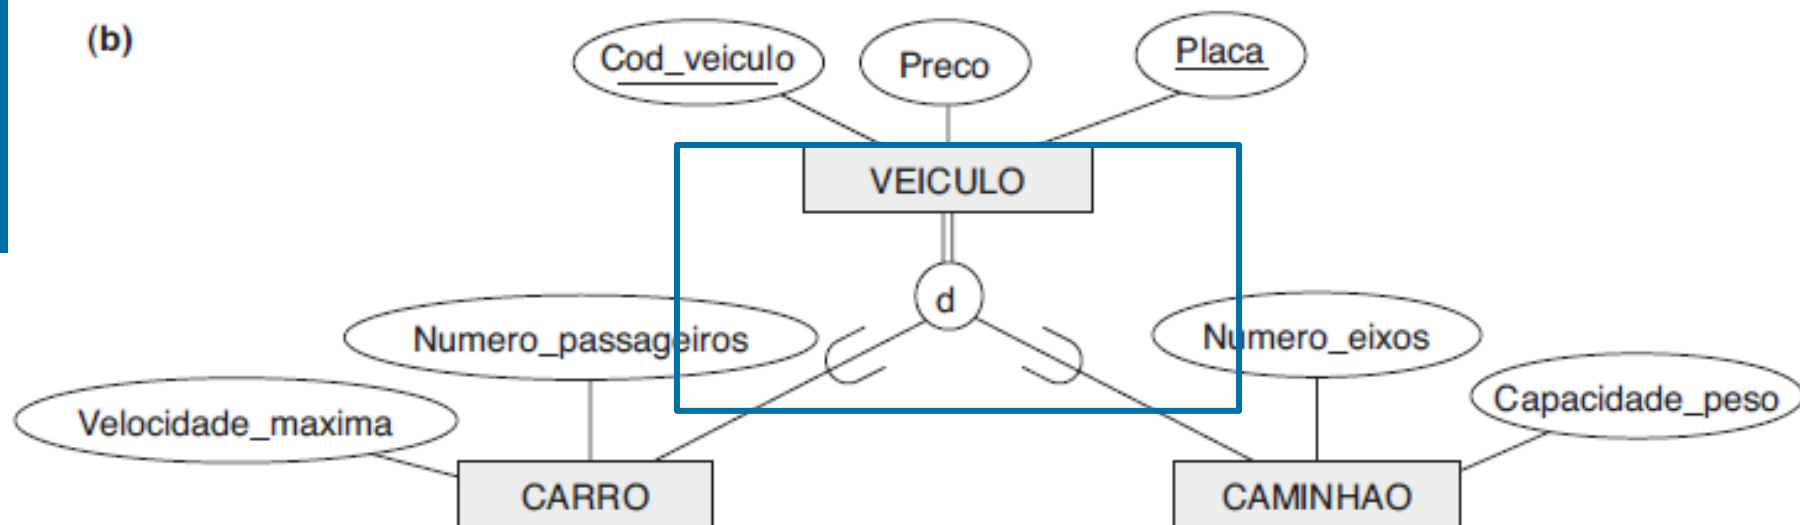 (b)
Cod_veiculo
Preco
Placa
VEICULO
d
Numero_passageiros
Numero_eixos
Velocidade_maxima
Capacidade_peso
CARRO
CAMINHAO